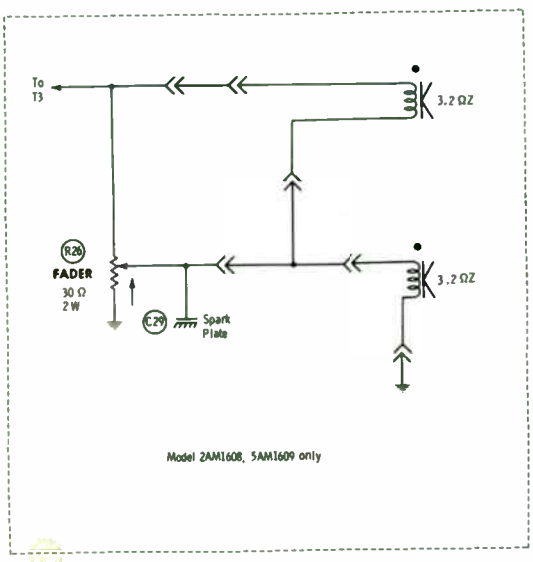 To
T3
3.2 ΩZ
R26
FADER
30 Ω
2 W
C29
Spark
Plate
3.2 ΩZ
Model 2AM1608, 5AM1609 only